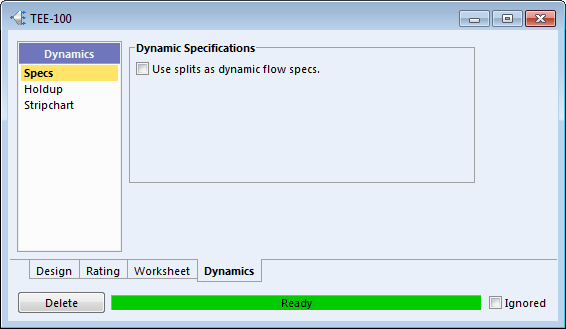 TEE-100
Dynamics
Specs
Holdup
Stripchart
Dynamic Specifications
Use splits as dynamic flow specs.
Design Rating Worksheet Dynamics
Delete Ready Ignored